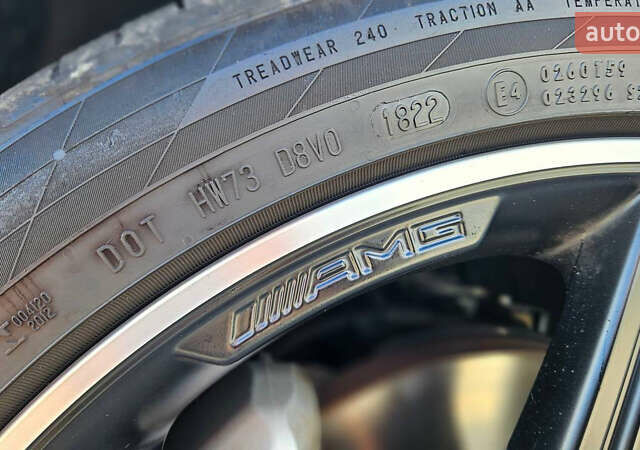 TREADWEAR 240 TRACTION AA
auto
E4 0260159
023296
DOT HW73 D8V0 1822
AMG